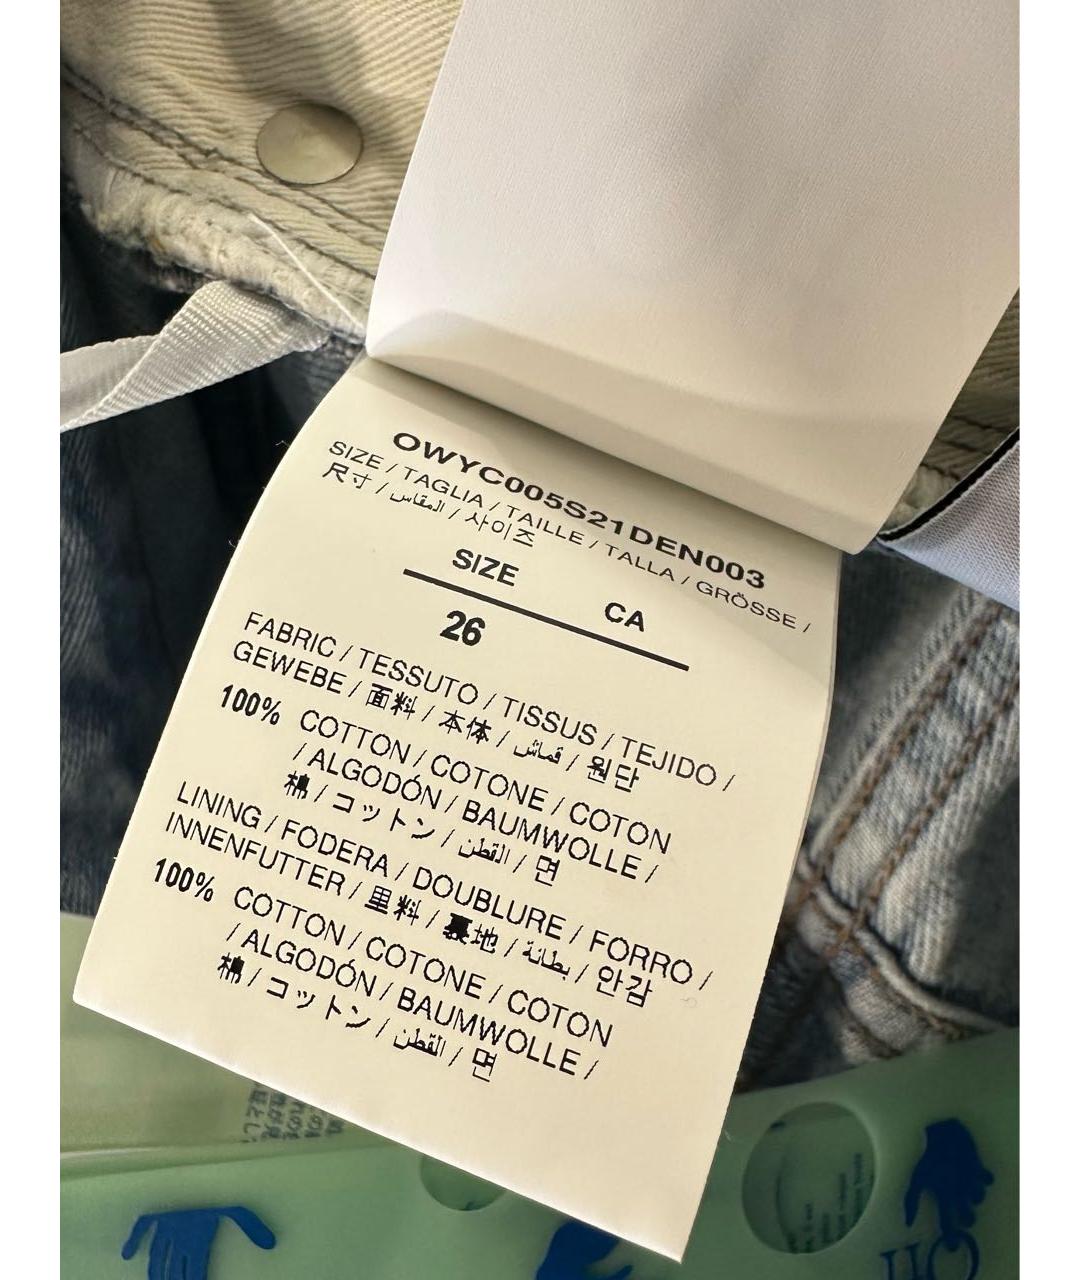 OWYC005S21DEN003
SIZE / TAGLIA / TAILLE / TALLA / GRÖSSE /
尺寸 / المقاس / 사이즈
SIZE CA
26
FABRIC / TESSUTO / TISSUS / TEJIDO /
GEWEBE / 面料 / 本体 / قماش / 원단
100% COTTON / COTONE / COTON
/ ALGODÓN / BAUMWOLLE /
棉 / コットン / القطن / 면
LINING / FODERA / DOUBLURE / FORRO /
INNENFUTTER / 里料 / 裏地 / بطانة / 안감
100% COTTON / COTONE / COTON
/ ALGODÓN / BAUMWOLLE /
棉 / コットン / القطن / 면